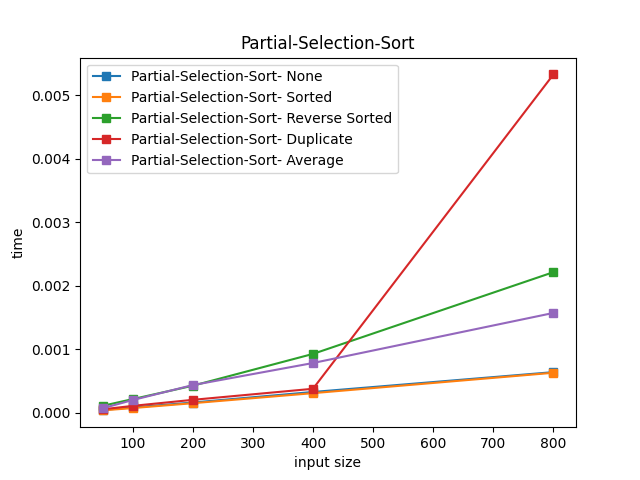 Partial-Selection-Sort
Partial-Selection-Sort- None
Partial-Selection-Sort- Sorted
Partial-Selection-Sort- Reverse Sorted
Partial-Selection-Sort- Duplicate
Partial-Selection-Sort- Average
0.005
0.004
0.003
0.002
0.001
0.000
time
100 200 300 400 500 600 700 800
input size